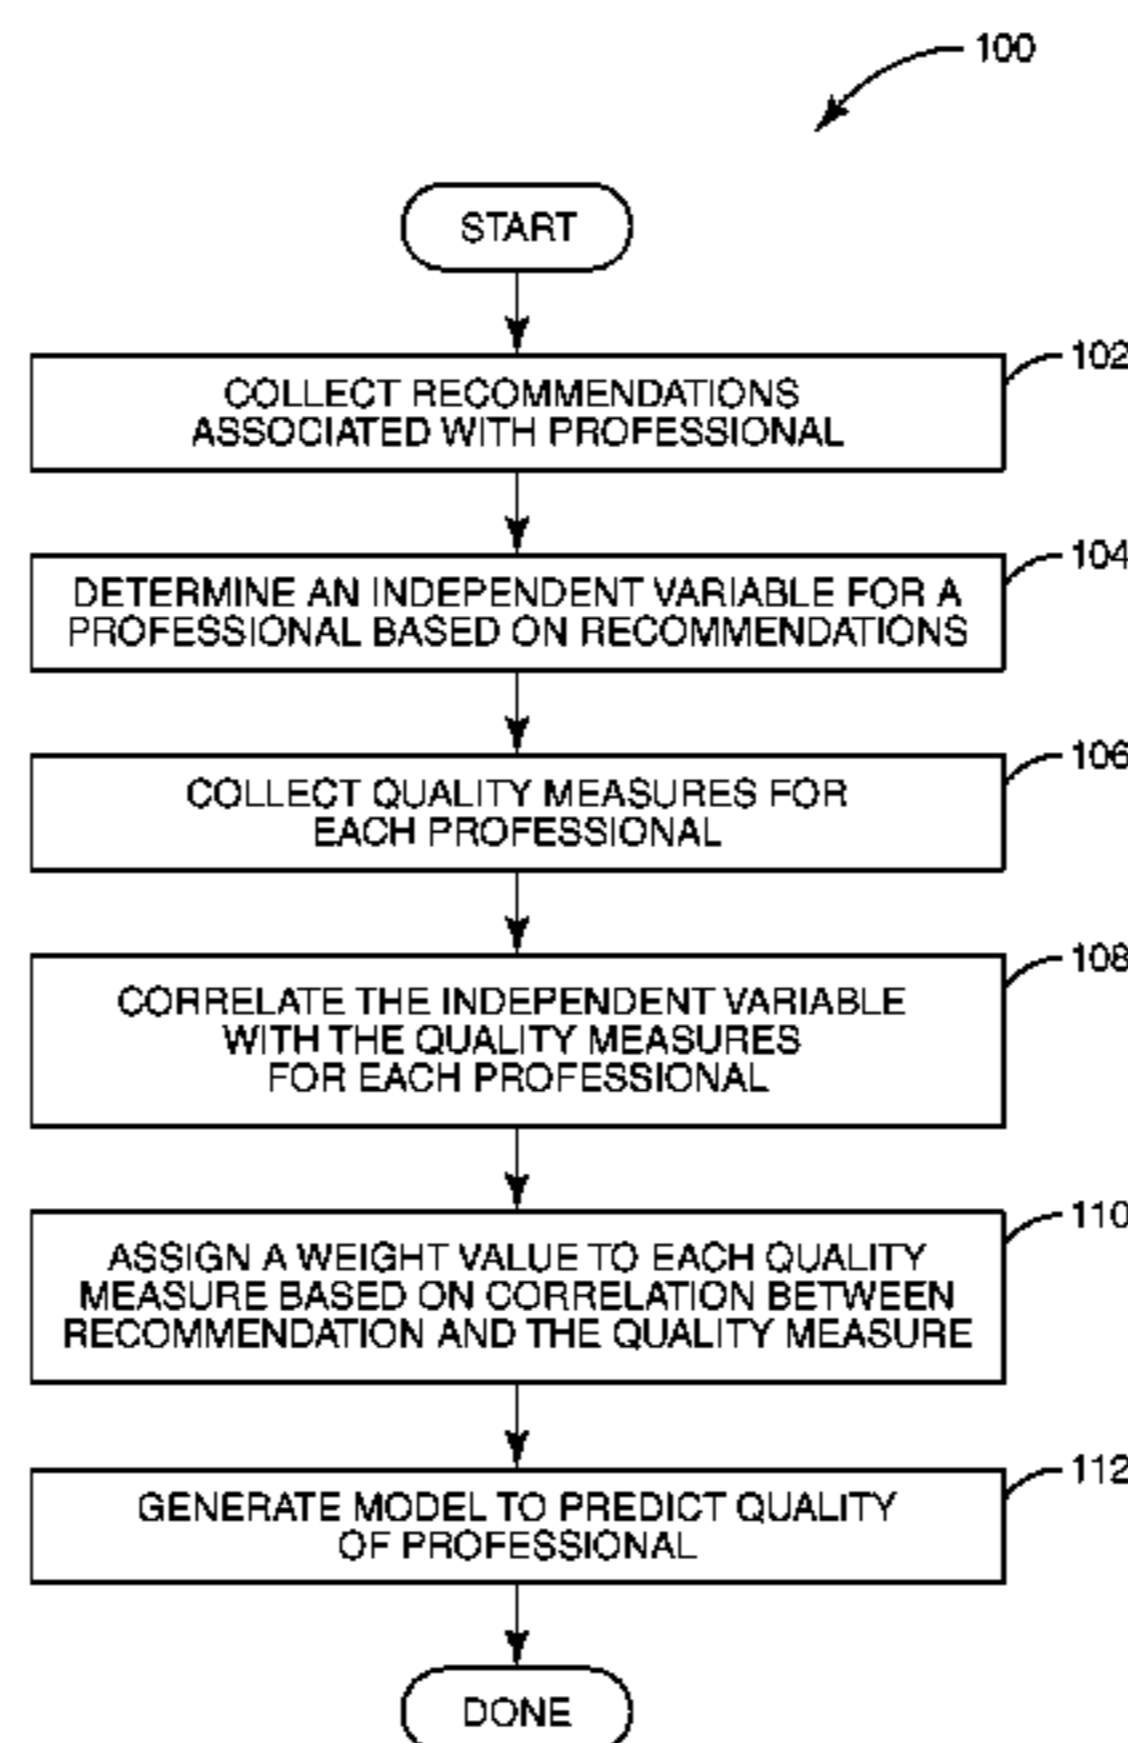 100
START
102
COLLECT RECOMMENDATIONS
ASSOCIATED WITH PROFESSIONAL
104
DETERMINE AN INDEPENDENT VARIABLE FOR A
PROFESSIONAL BASED ON RECOMMENDATIONS
106
COLLECT QUALITY MEASURES FOR
EACH PROFESSIONAL
108
CORRELATE THE INDEPENDENT VARIABLE
WITH THE QUALITY MEASURES
FOR EACH PROFESSIONAL
110
ASSIGN A WEIGHT VALUE TO EACH QUALITY
MEASURE BASED ON CORRELATION BETWEEN
RECOMMENDATION AND THE QUALITY MEASURE
112
GENERATE MODEL TO PREDICT QUALITY
OF PROFESSIONAL
DONE